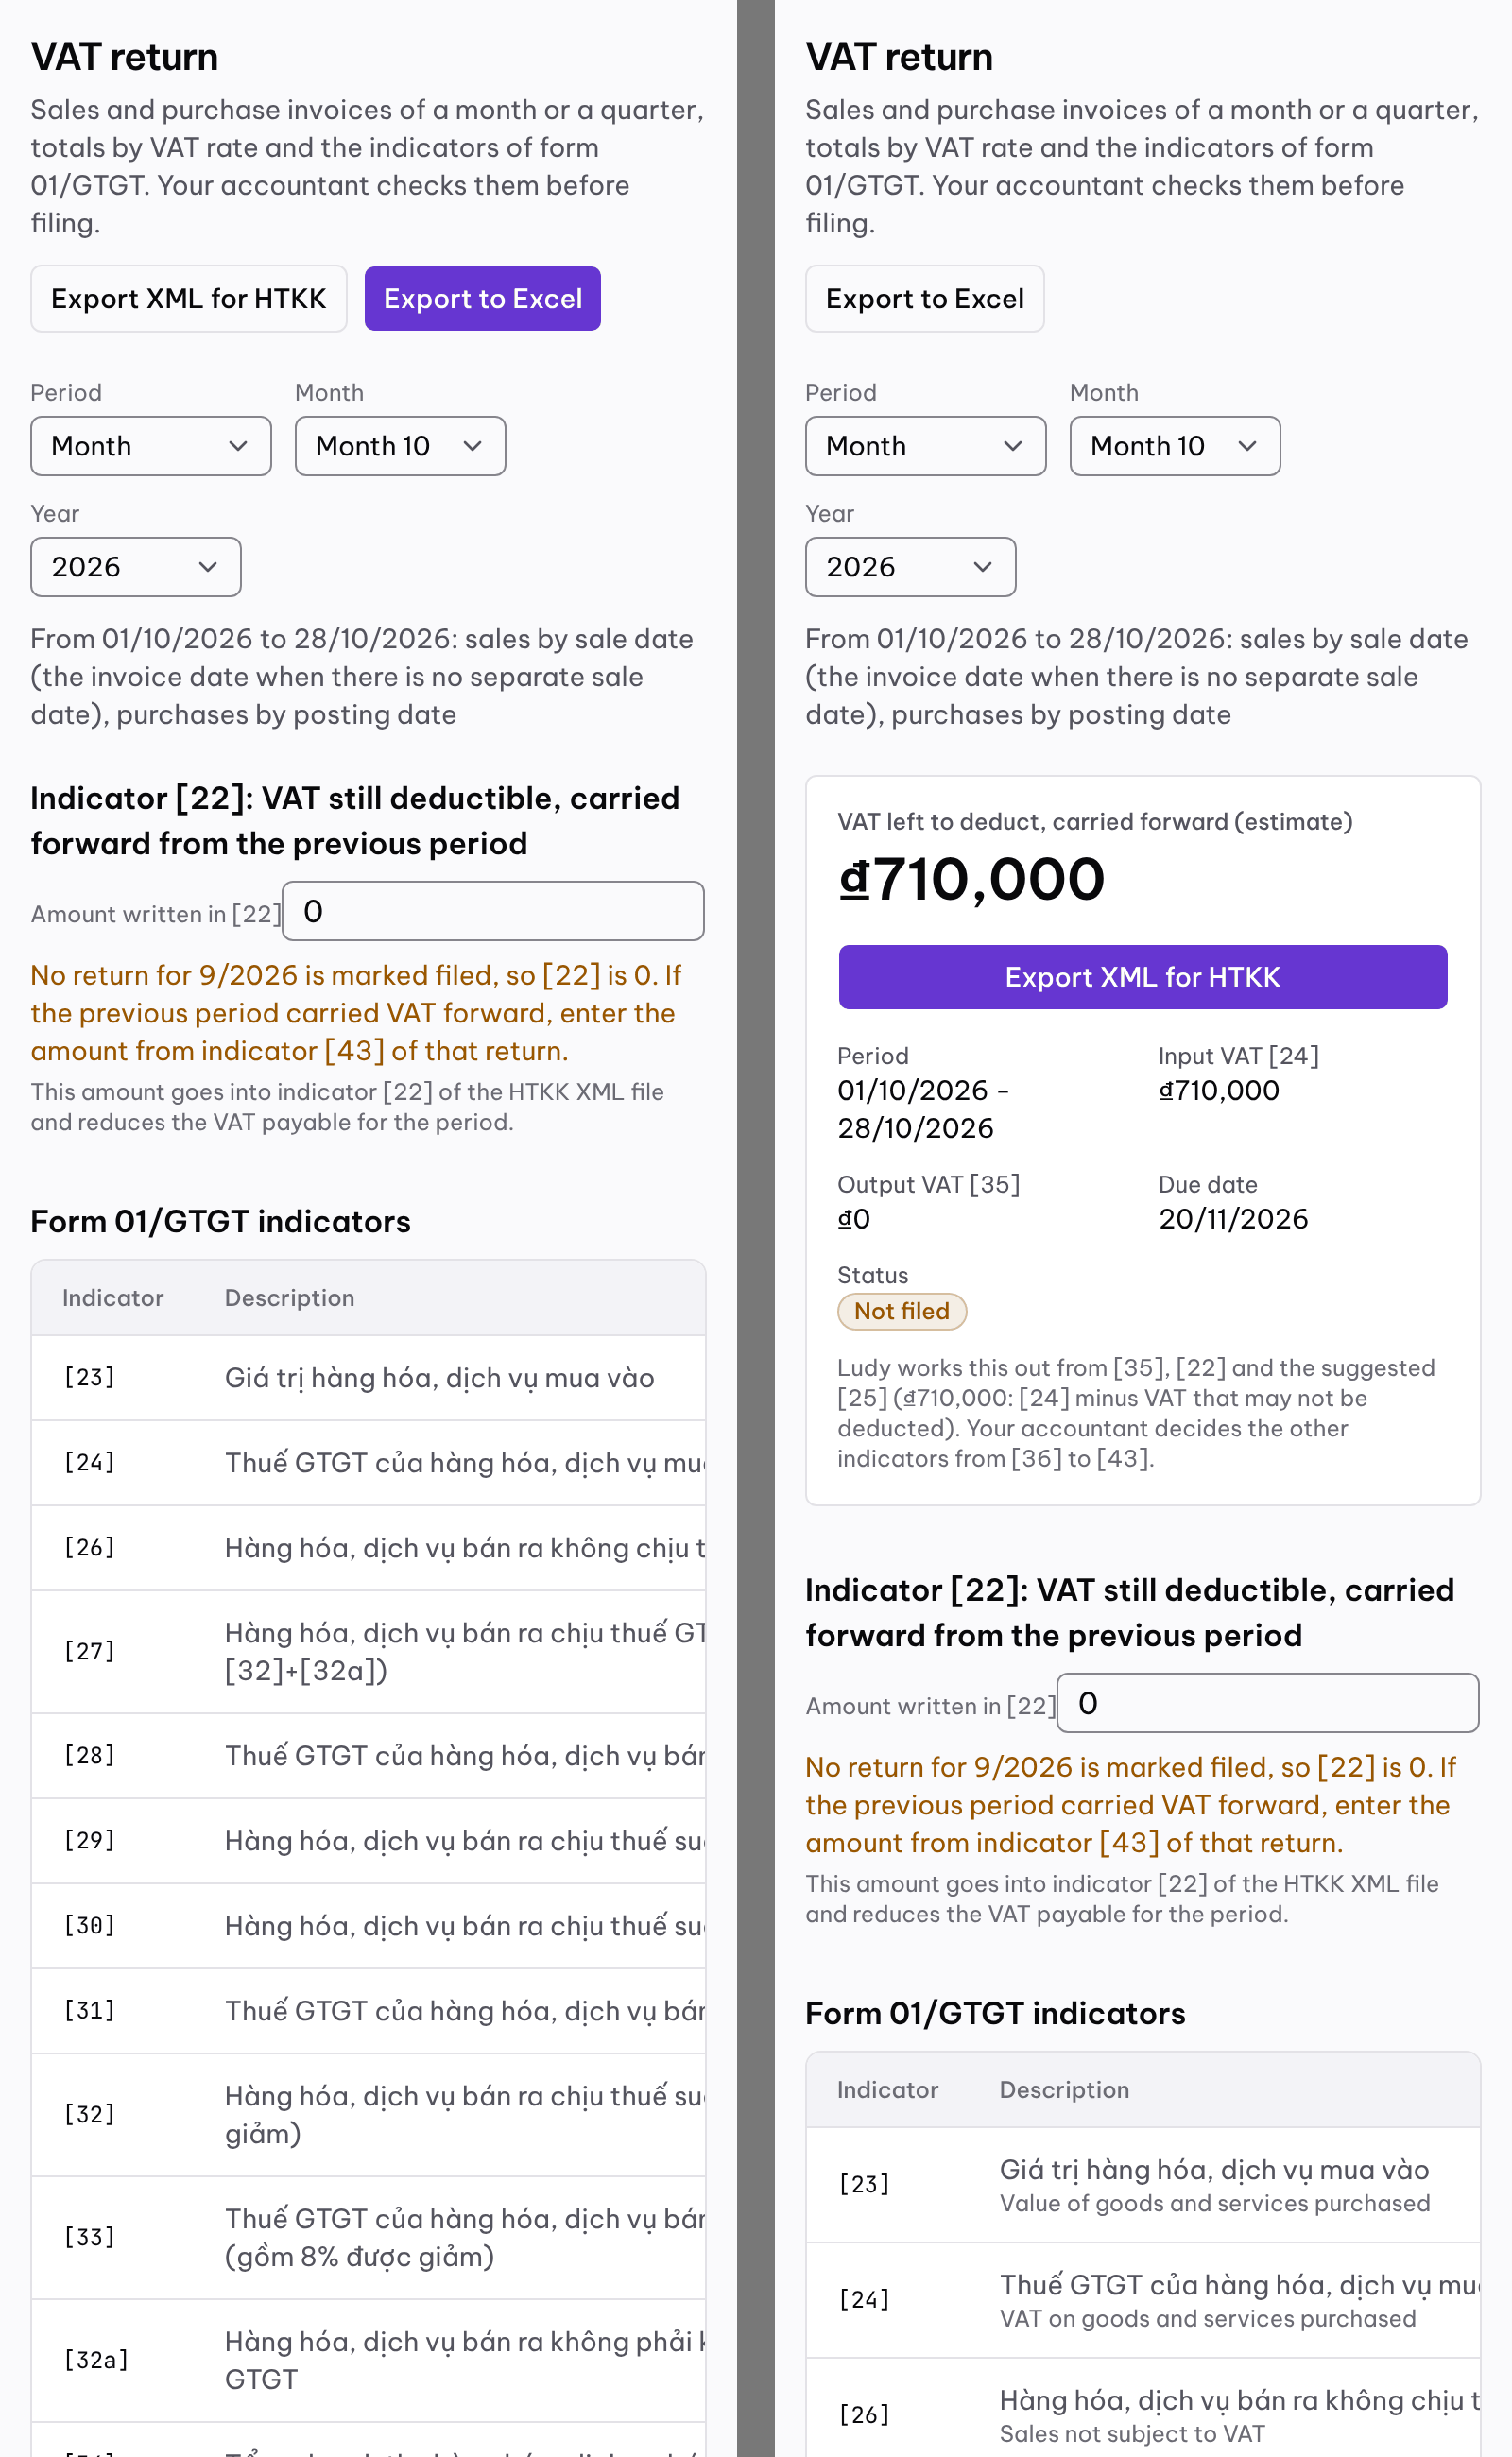 VAT return
Sales and purchase invoices of a month or a quarter,
totals by VAT rate and the indicators of form
01/GTGT. Your accountant checks them before
filing.
Export XML for HTKK
Export to Excel
Period
Month
Month
Month 10
Year
2026
From 01/10/2026 to 28/10/2026: sales by sale date
(the invoice date when there is no separate sale
date), purchases by posting date
Indicator [22]: VAT still deductible, carried
forward from the previous period
Amount written in [22]
0
No return for 9/2026 is marked filed, so [22] is 0. If
the previous period carried VAT forward, enter the
amount from indicator [43] of that return.
This amount goes into indicator [22] of the HTKK XML file
and reduces the VAT payable for the period.
Form 01/GTGT indicators
Indicator Description
[23] Giá trị hàng hóa, dịch vụ mua vào
[24] Thuế GTGT của hàng hóa, dịch vụ
[26] Hàng hóa, dịch vụ bán ra không chịu
[27] Hàng hóa, dịch vụ bán ra chịu thuế
[32]+[32a])
[28] Thuế GTGT của hàng hóa, dịch vụ
[29] Hàng hóa, dịch vụ bán ra chịu thuế
[30] Hàng hóa, dịch vụ bán ra chịu thuế
[31] Thuế GTGT của hàng hóa, dịch vụ
[32] Hàng hóa, dịch vụ bán ra chịu thuế
giảm)
[33] Thuế GTGT của hàng hóa, dịch vụ
(gồm 8% được giảm)
[32a] Hàng hóa, dịch vụ bán ra không phải
GTGT
VAT return
Sales and purchase invoices of a month or a quarter,
totals by VAT rate and the indicators of form
01/GTGT. Your accountant checks them before
filing.
Export to Excel
Period
Month
Month
Month 10
Year
2026
From 01/10/2026 to 28/10/2026: sales by sale date
(the invoice date when there is no separate sale
date), purchases by posting date
VAT left to deduct, carried forward (estimate)
₫710,000
Export XML for HTKK
Period
01/10/2026 –
28/10/2026
Input VAT [24]
₫710,000
Output VAT [35]
₫0
Due date
20/11/2026
Status
Not filed
Ludy works this out from [35], [22] and the suggested
[25] (₫710,000: [24] minus VAT that may not be
deducted). Your accountant decides the other
indicators from [36] to [43].
Indicator [22]: VAT still deductible, carried
forward from the previous period
Amount written in [22]
0
No return for 9/2026 is marked filed, so [22] is 0. If
the previous period carried VAT forward, enter the
amount from indicator [43] of that return.
This amount goes into indicator [22] of the HTKK XML file
and reduces the VAT payable for the period.
Form 01/GTGT indicators
Indicator Description
[23] Giá trị hàng hóa, dịch vụ mua vào
Value of goods and services purchased
[24] Thuế GTGT của hàng hóa, dịch vụ
VAT on goods and services purchased
[26] Hàng hóa, dịch vụ bán ra không chịu
Sales not subject to VAT